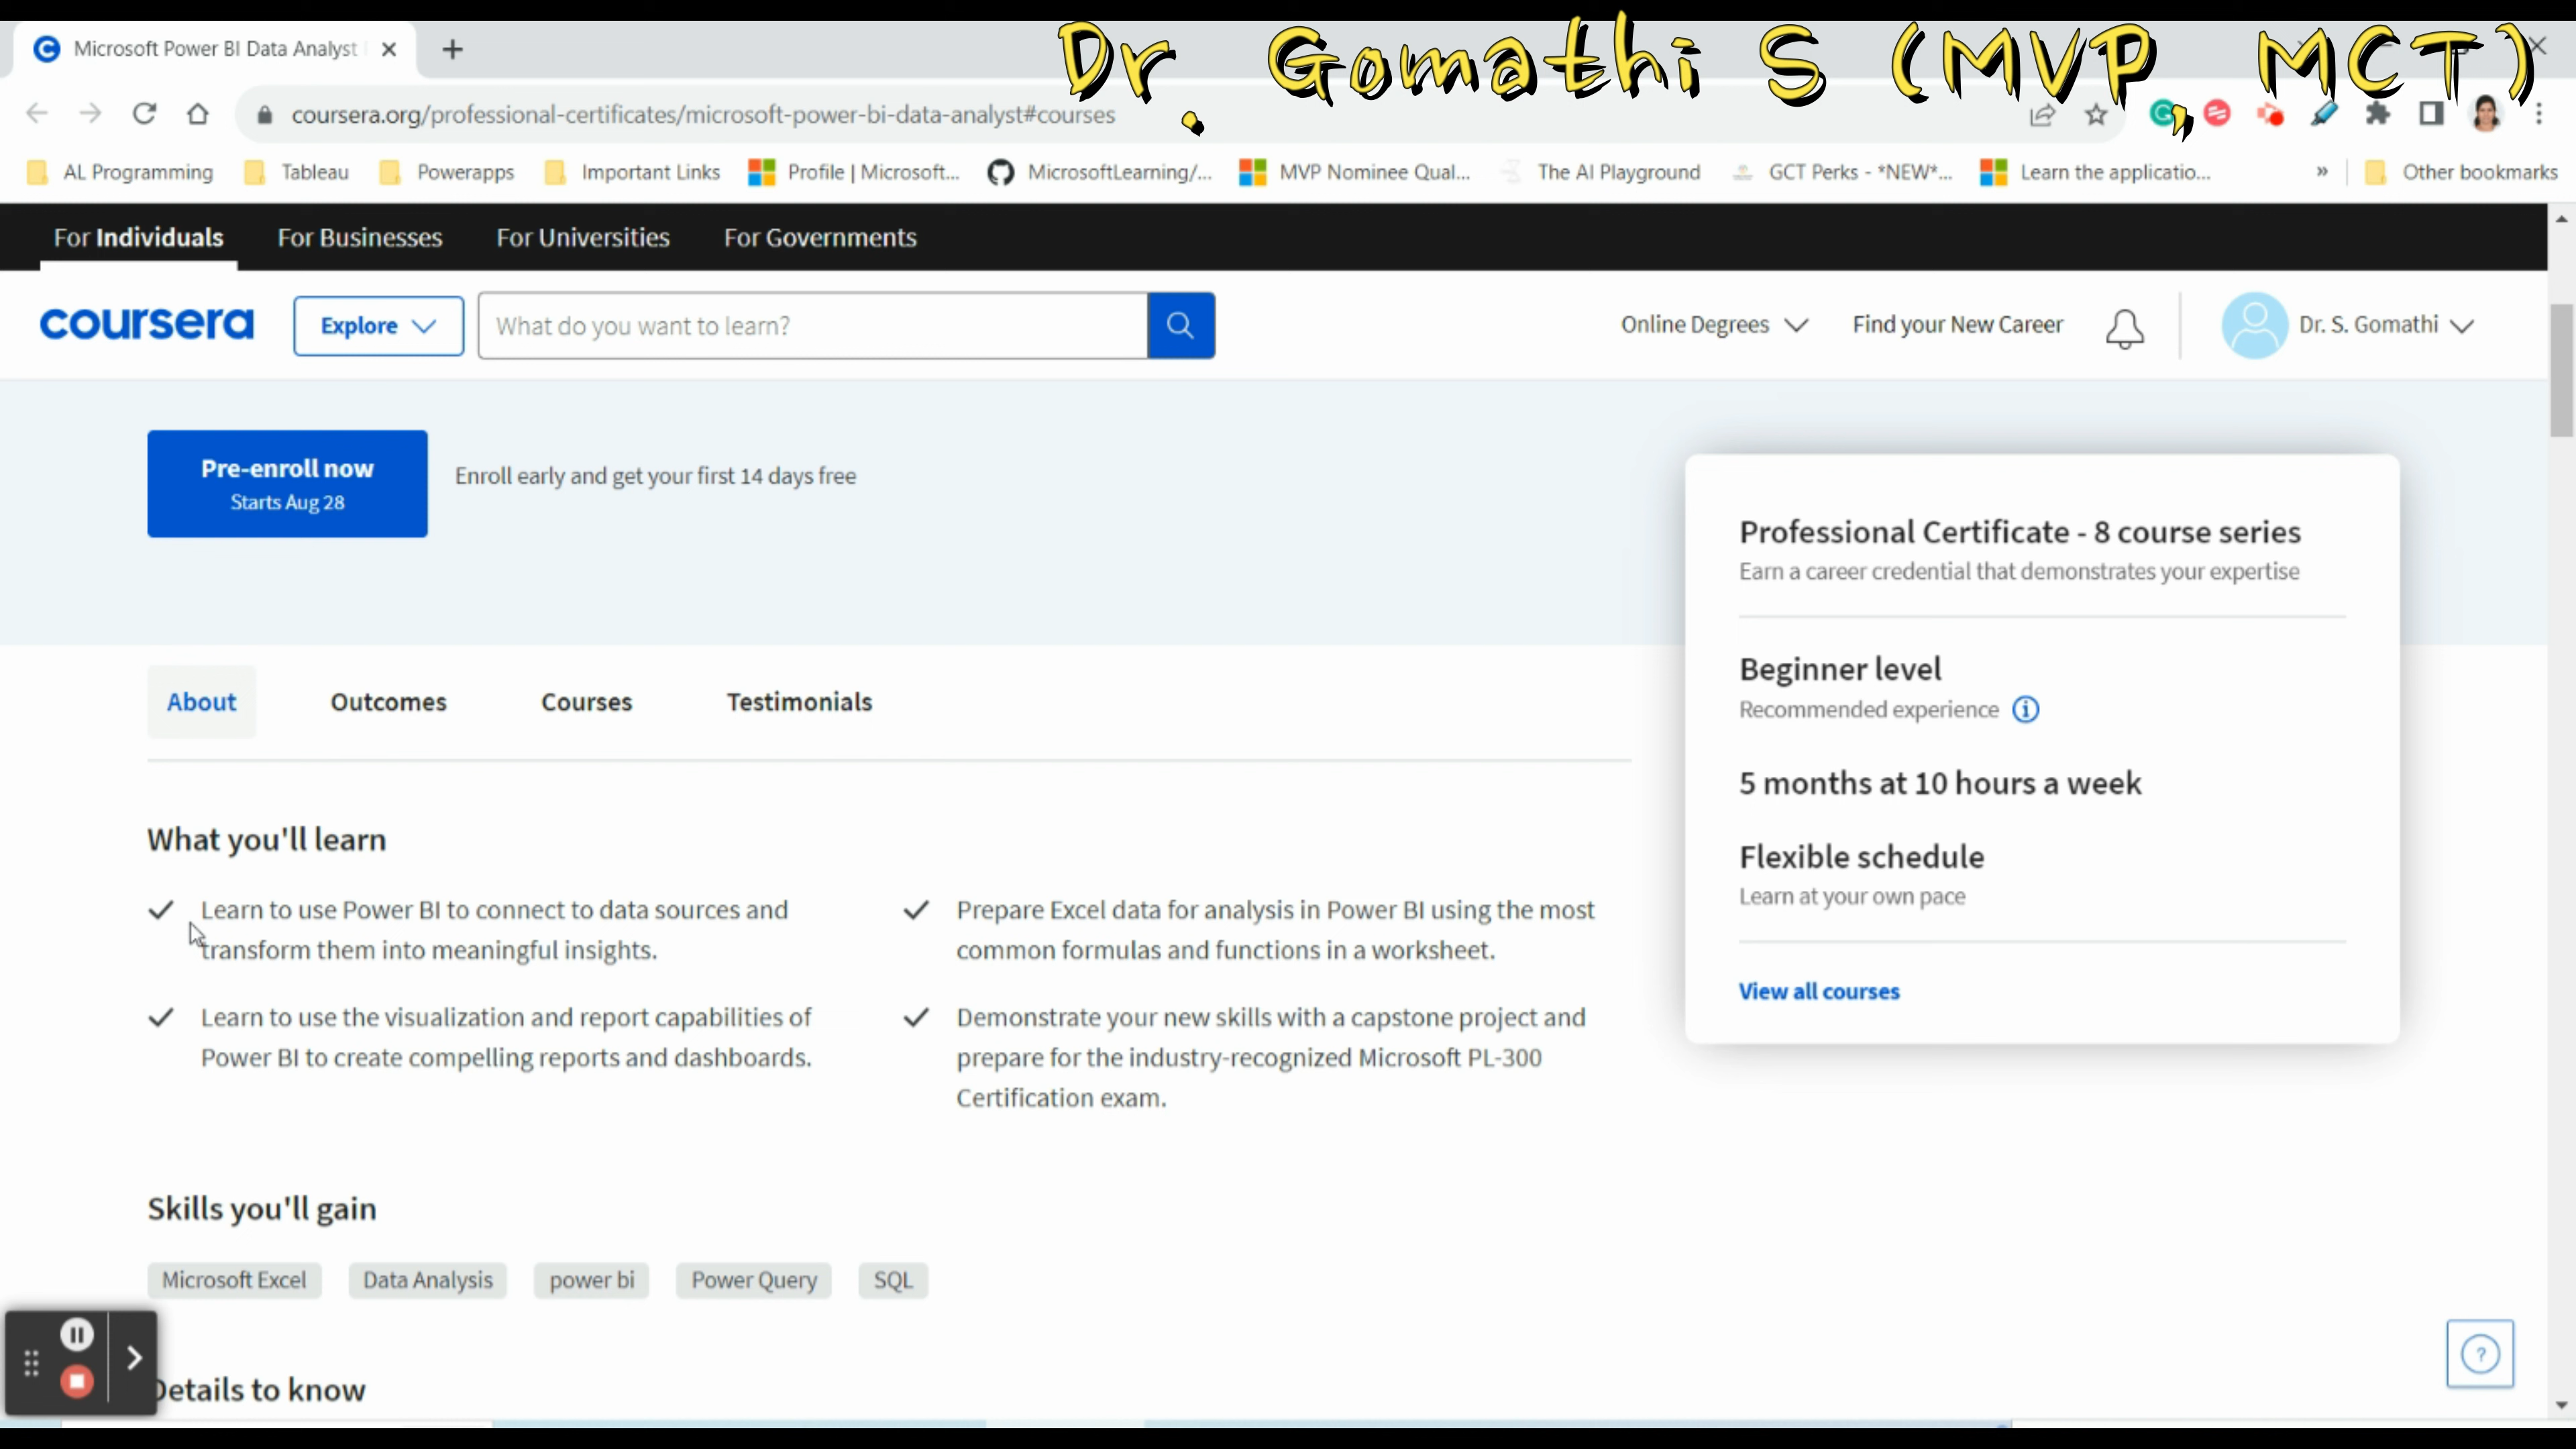 Dr. Gomathi S (MVP, MCT)
Microsoft Power BI Data Analyst
coursera.org/professional-certificates/microsoft-power-bi-data-analyst#courses
AL Programming
Tableau
Powerapps
Important Links
Profile | Microsoft...
MicrosoftLearning/...
MVP Nominee Qual...
The AI Playground
GCT Perks - *NEW*...
Learn the applicatio...
»
Other bookmarks
For Individuals
For Businesses
For Universities
For Governments
coursera
Explore
What do you want to learn?
Online Degrees
Find your New Career
Dr. S. Gomathi
Pre-enroll now
Starts Aug 28
Enroll early and get your first 14 days free
Professional Certificate - 8 course series
Earn a career credential that demonstrates your expertise
Beginner level
Recommended experience
5 months at 10 hours a week
Flexible schedule
Learn at your own pace
View all courses
About
Outcomes
Courses
Testimonials
What you'll learn
Learn to use Power BI to connect to data sources and
transform them into meaningful insights.
Prepare Excel data for analysis in Power BI using the most
common formulas and functions in a worksheet.
Learn to use the visualization and report capabilities of
Power BI to create compelling reports and dashboards.
Demonstrate your new skills with a capstone project and
prepare for the industry-recognized Microsoft PL-300
Certification exam.
Skills you'll gain
Microsoft Excel
Data Analysis
power bi
Power Query
SQL
Details to know